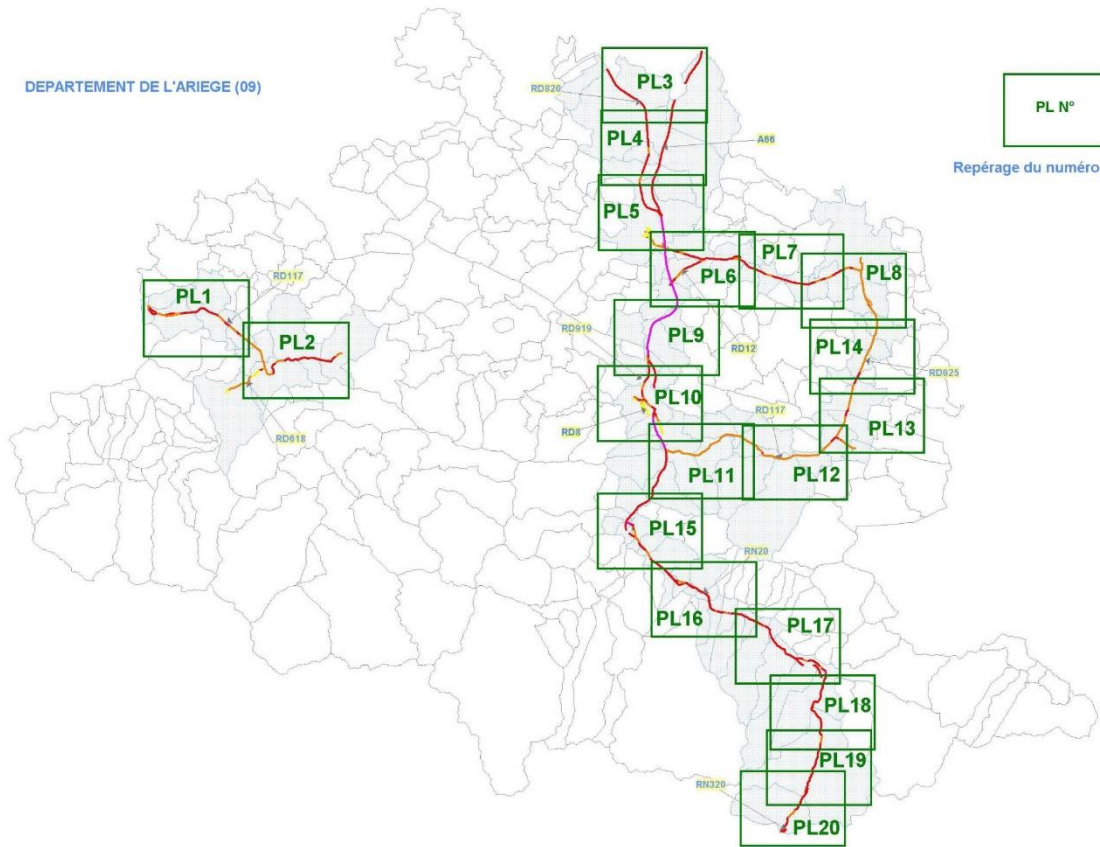 DEPARTEMENT DE L'ARIEGE (09)
PL N°
Repérage du numéro
RD820
PL3
PL4
A66
PL5
PL6
PL7
PL8
RD117
PL1
PL2
RD618
RD919
PL9
RD12
PL14
RD625
PL10
RD8
RD117
PL13
PL11
PL12
PL15
RN20
PL16
PL17
PL18
PL19
RN320
PL20